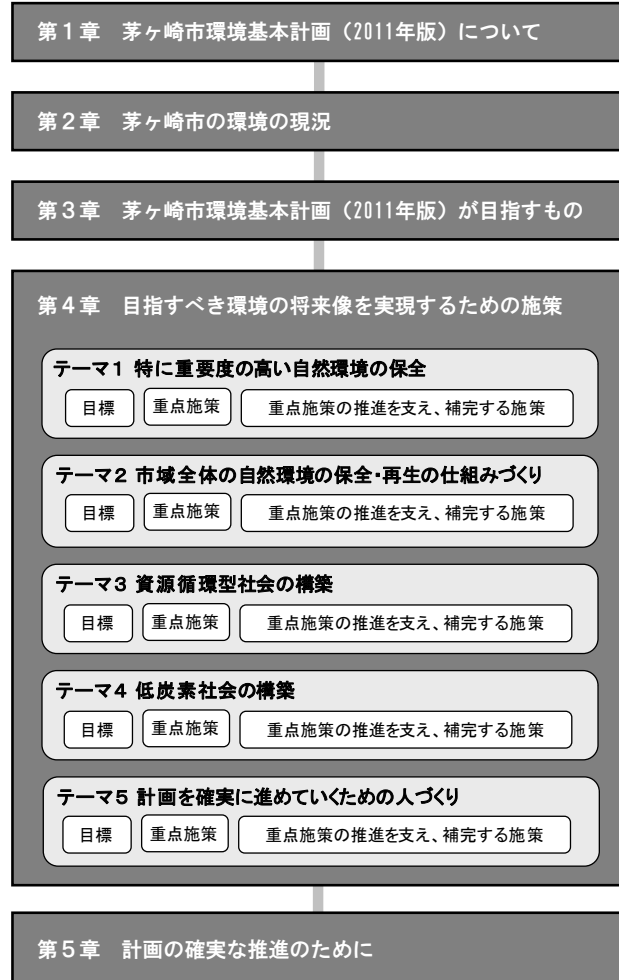 第１章　茅ヶ崎市環境基本計画（2011年版）について
第２章　茅ヶ崎市の環境の現況
第３章　茅ヶ崎市環境基本計画（2011年版）が目指すもの
第４章　目指すべき環境の将来像を実現するための施策
テーマ１ 特に重要度の高い自然環境の保全
目標　重点施策　重点施策の推進を支え、補完する施策
テーマ２ 市域全体の自然環境の保全・再生の仕組みづくり
目標　重点施策　重点施策の推進を支え、補完する施策
テーマ３ 資源循環型社会の構築
目標　重点施策　重点施策の推進を支え、補完する施策
テーマ４ 低炭素社会の構築
目標　重点施策　重点施策の推進を支え、補完する施策
テーマ５ 計画を確実に進めていくための人づくり
目標　重点施策　重点施策の推進を支え、補完する施策
第５章　計画の確実な推進のために